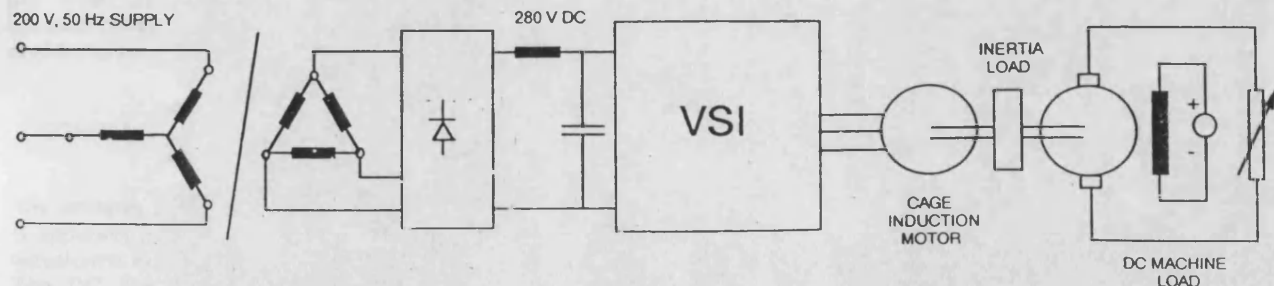 200 V, 50 Hz SUPPLY
280 V DC
VSI
INERTIA
LOAD
+
-
CAGE
INDUCTION
MOTOR
DC MACHINE
LOAD